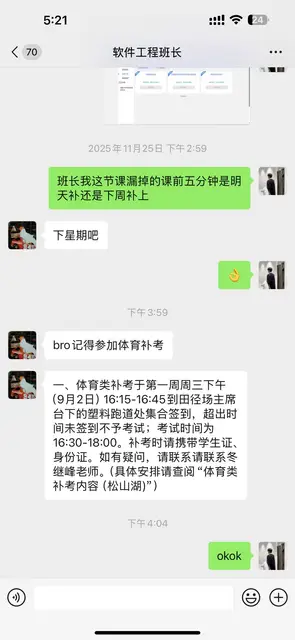 5:21
24
70
软件工程班长
2025年11月25日 下午2:59
班长我这节课漏掉的课前五分钟是明
天补还是下周补上
下星期吧
👌
下午3:59
bro记得参加体育补考
一、体育类补考于第一周周三下午
(9月2日) 16:15-16:45到田径场主席
台下的塑料跑道处集合签到，超出时
间未签到不予考试；考试时间为
16:30-18:00。补考时请携带学生证、
身份证。如有疑问，请联系请联系冬
继峰老师。(具体安排请查阅“体育类
补考内容 (松山湖)”)
下午4:04
okok